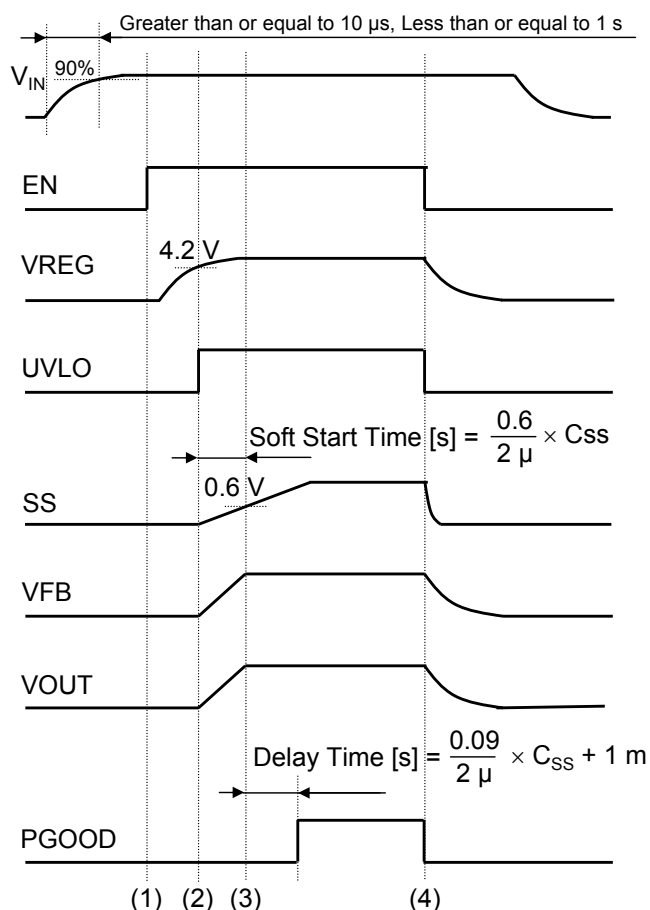 Greater than or equal to 10 µs, Less than or equal to 1 s
V_IN
90%
EN
VREG
4.2 V
UVLO
Soft Start Time [s] = 0.6 / 2 µ × Css
SS
0.6 V
VFB
VOUT
Delay Time [s] = 0.09 / 2 µ × C_SS + 1 m
PGOOD
(1) (2) (3) (4)